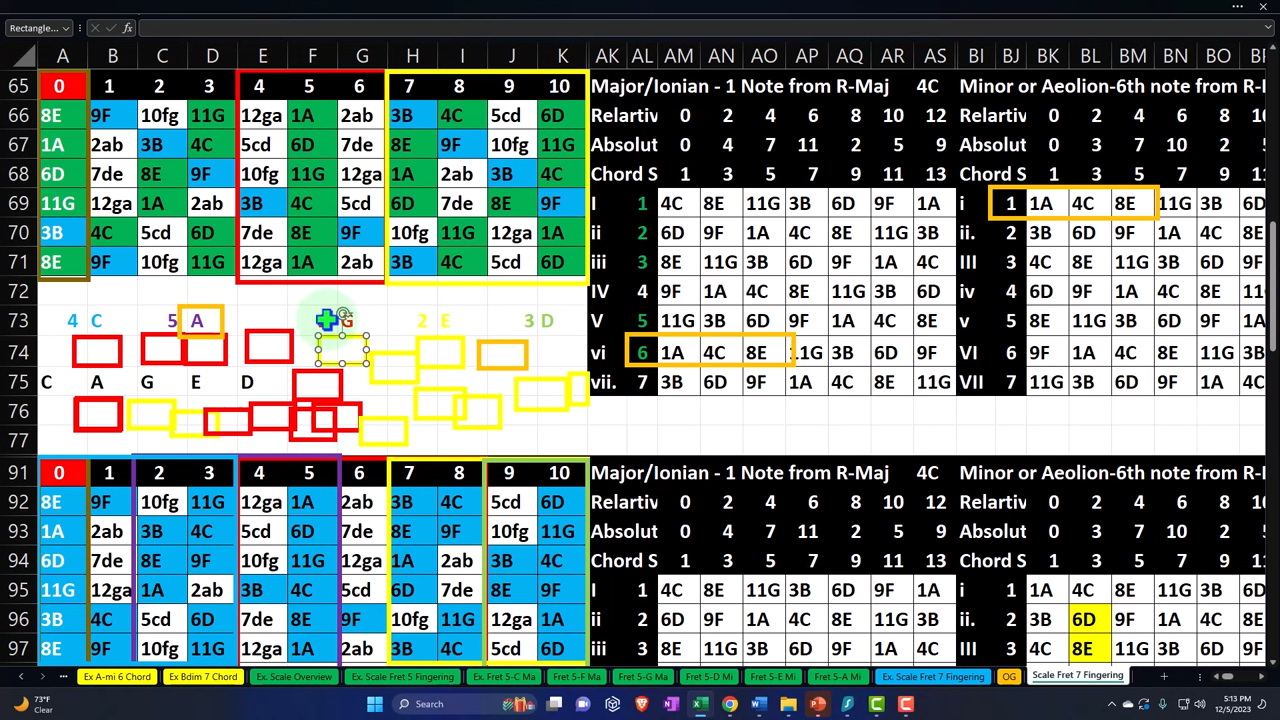 Rectangle...
fx
A B C D E F G H I J K AK AL AM AN AO AP AQ AR AS BI BJ BK BL BM BN BO
65 0 1 2 3 4 5 6 7 8 9 10 Major/Ionian - 1 Note from R-Maj 4C Minor or Aeolion-6th note from R-
66 8E 9F 10fg 11G 12ga 1A 2ab 3B 4C 5cd 6D Relartiv 0 2 4 6 8 10 12 Relartiv 0 2 4 6 8 10
67 1A 2ab 3B 4C 5cd 6D 7de 8E 9F 10fg 11G Absolut 0 4 7 11 2 5 9 Absolut 0 3 7 10 2 5
68 6D 7de 8E 9F 10fg 11G 12ga 1A 2ab 3B 4C Chord S 1 3 5 7 9 11 13 Chord S 1 3 5 7 9 11
69 11G 12ga 1A 2ab 3B 4C 5cd 6D 7de 8E 9F I 1 4C 8E 11G 3B 6D 9F 1A i 1 1A 4C 8E 11G 3B 6D
70 3B 4C 5cd 6D 7de 8E 9F 10fg 11G 12ga 1A ii 2 6D 9F 1A 4C 8E 11G 3B ii. 2 3B 6D 9F 1A 4C 8E
71 8E 9F 10fg 11G 12ga 1A 2ab 3B 4C 5cd 6D iii 3 8E 11G 3B 6D 9F 1A 4C III 3 4C 8E 11G 3B 6D 9F
72 IV 4 9F 1A 4C 8E 11G 3B 6D iv 4 6D 9F 1A 4C 8E 11G
73 4 C 5 A G 2 E 3 D V 5 11G 3B 6D 9F 1A 4C 8E v 5 8E 11G 3B 6D 9F 1A
74 vi 6 1A 4C 8E 11G 3B 6D 9F VI 6 9F 1A 4C 8E 11G 3B
75 C A G E D vii. 7 3B 6D 9F 1A 4C 8E 11G VII 7 11G 3B 6D 9F 1A 4C
76
77
91 0 1 2 3 4 5 6 7 8 9 10 Major/Ionian - 1 Note from R-Maj 4C Minor or Aeolion-6th note from R-
92 8E 9F 10fg 11G 12ga 1A 2ab 3B 4C 5cd 6D Relartiv 0 2 4 6 8 10 12 Relartiv 0 2 4 6 8 10
93 1A 2ab 3B 4C 5cd 6D 7de 8E 9F 10fg 11G Absolut 0 4 7 11 2 5 9 Absolut 0 3 7 10 2 5
94 6D 7de 8E 9F 10fg 11G 12ga 1A 2ab 3B 4C Chord S 1 3 5 7 9 11 13 Chord S 1 3 5 7 9 11
95 11G 12ga 1A 2ab 3B 4C 5cd 6D 7de 8E 9F I 1 4C 8E 11G 3B 6D 9F 1A i 1 1A 4C 8E 11G 3B 6D
96 3B 4C 5cd 6D 7de 8E 9F 10fg 11G 12ga 1A ii 2 6D 9F 1A 4C 8E 11G 3B ii. 2 3B 6D 9F 1A 4C 8E
97 8E 9F 10fg 11G 12ga 1A 2ab 3B 4C 5cd 6D iii 3 8E 11G 3B 6D 9F 1A 4C III 3 4C 8E 11G 3B 6D 9F
Ex A-mi 6 Chord Ex Bdim 7 Chord Ex. Scale Overview Ex. Scale Fret 5 Fingering Ex. Fret 5-C Ma Fret 5-F Ma Fret 5-G Ma Fret 5-D Mi Fret 5-E Mi Fret 5-A Mi Ex. Scale Fret 7 Fingering OG Scale Fret 7 Fingering
73°F
Clear
Search
5:13 PM
12/5/2023